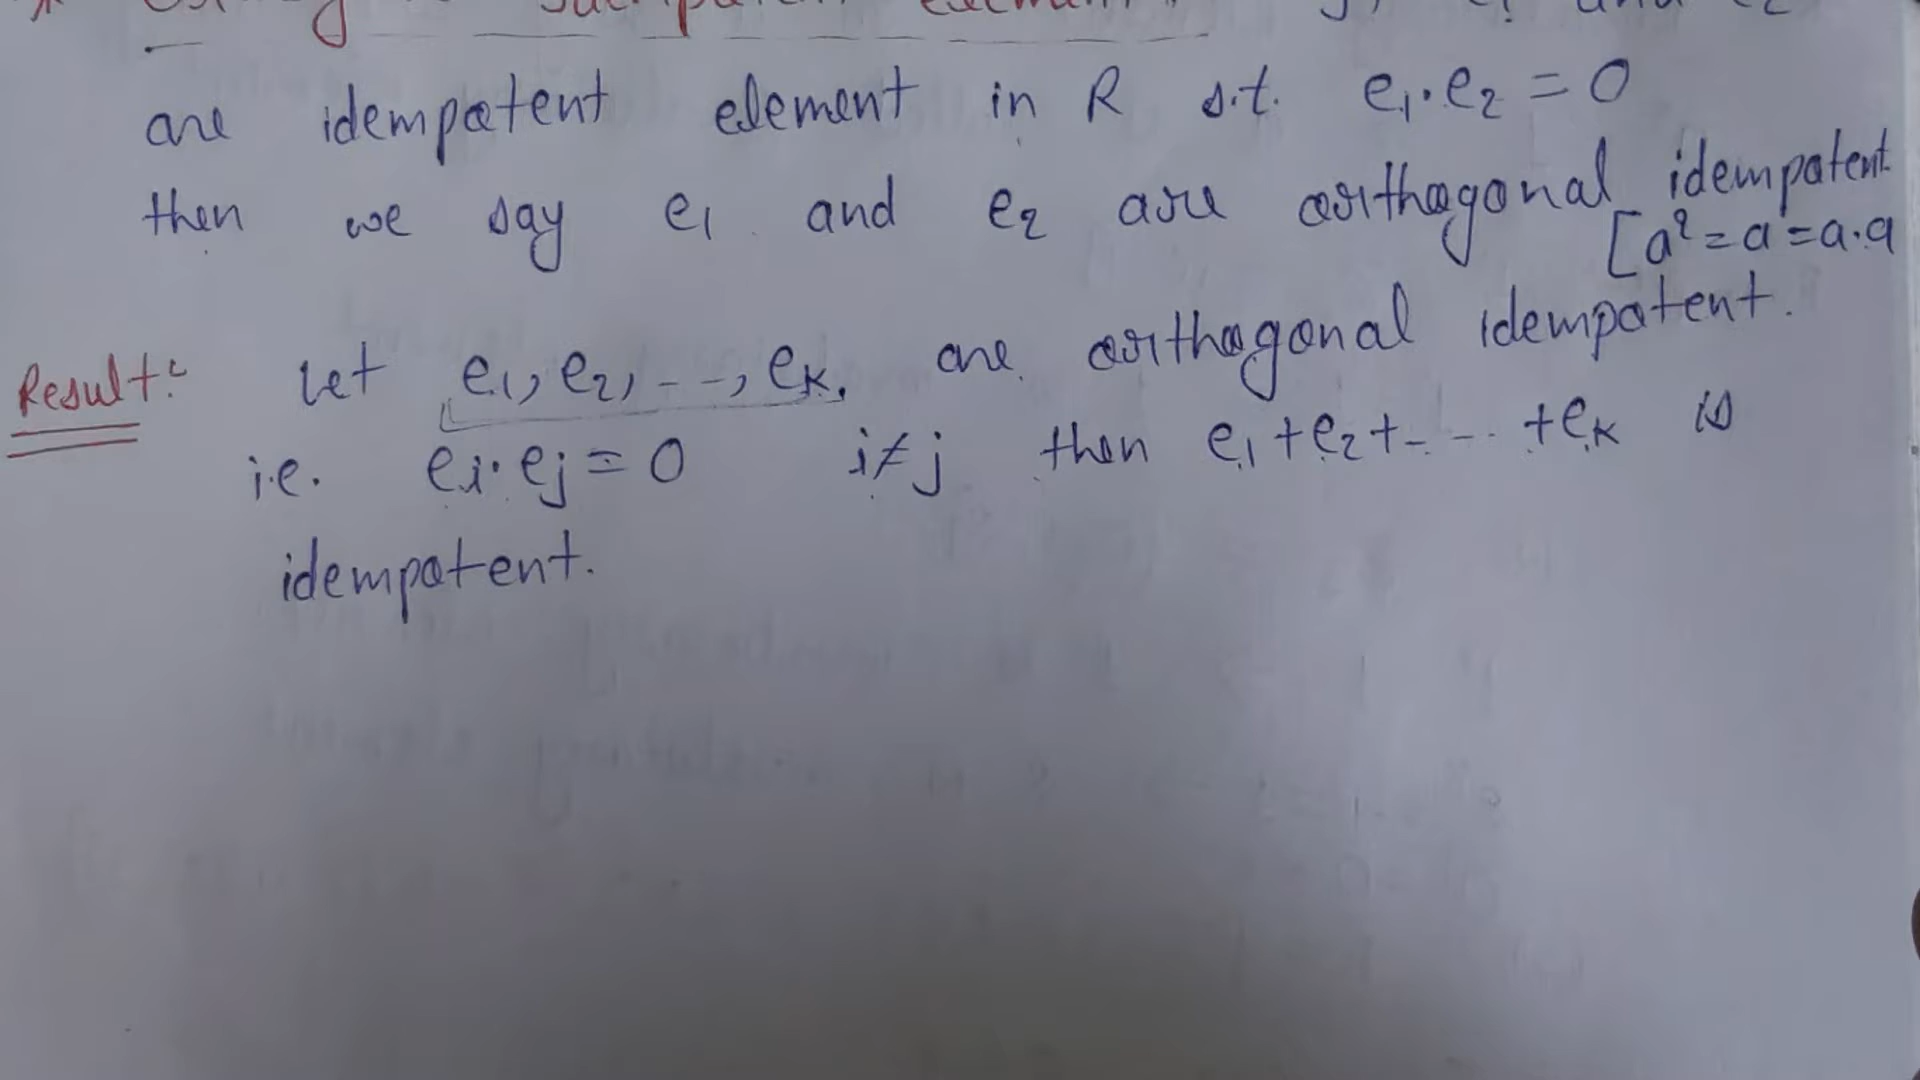 are idempotent element in R s.t. e₁·e₂ = 0
then we say e₁ and e₂ are orthogonal idempotent
[a² = a = a·a
Result: Let e₁, e₂, - - -, eₖ. are orthogonal idempotent.
i.e. eᵢ·eⱼ = 0 i≠j then e₁+e₂+- - - +eₖ is
idempotent.